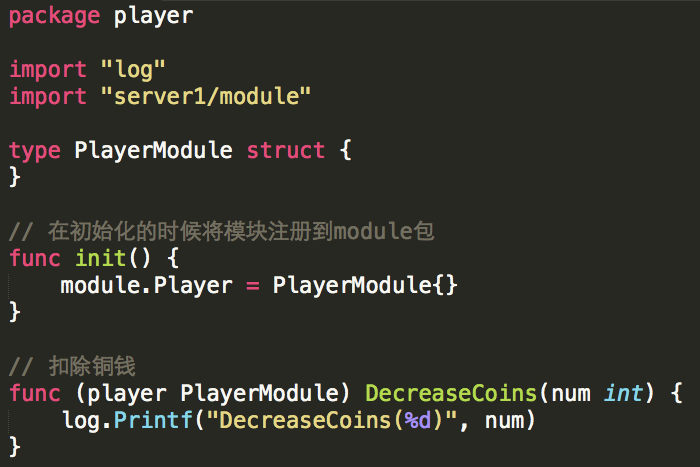 package player
import "log"
import "server1/module"
type PlayerModule struct {
}
// 在初始化的时候将模块注册到module包
func init() {
module.Player = PlayerModule{}
}
// 扣除铜钱
func (player PlayerModule) DecreaseCoins(num int) {
log.Printf("DecreaseCoins(%d)", num)
}